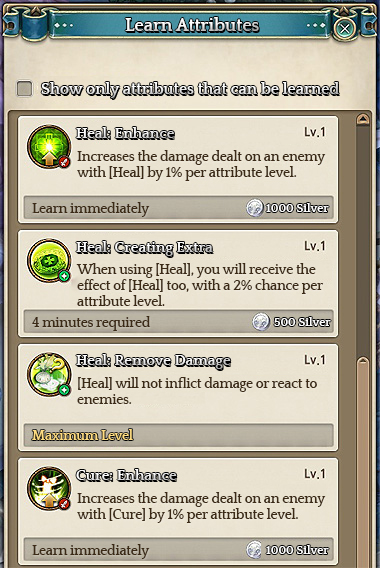 Learn Attributes
Show only attributes that can be learned
Heal: Enhance Lv.1
Increases the damage dealt on an enemy
with [Heal] by 1% per attribute level.
Learn immediately 1000 Silver
Heal: Creating Extra Lv.1
When using [Heal], you will receive the
effect of [Heal] too, with a 2% chance per
attribute level.
4 minutes required 500 Silver
Heal: Remove Damage Lv.1
[Heal] will not inflict damage or react to
enemies.
Maximum Level
Cure: Enhance Lv.1
Increases the damage dealt on an enemy
with [Cure] by 1% per attribute level.
Learn immediately 1000 Silver